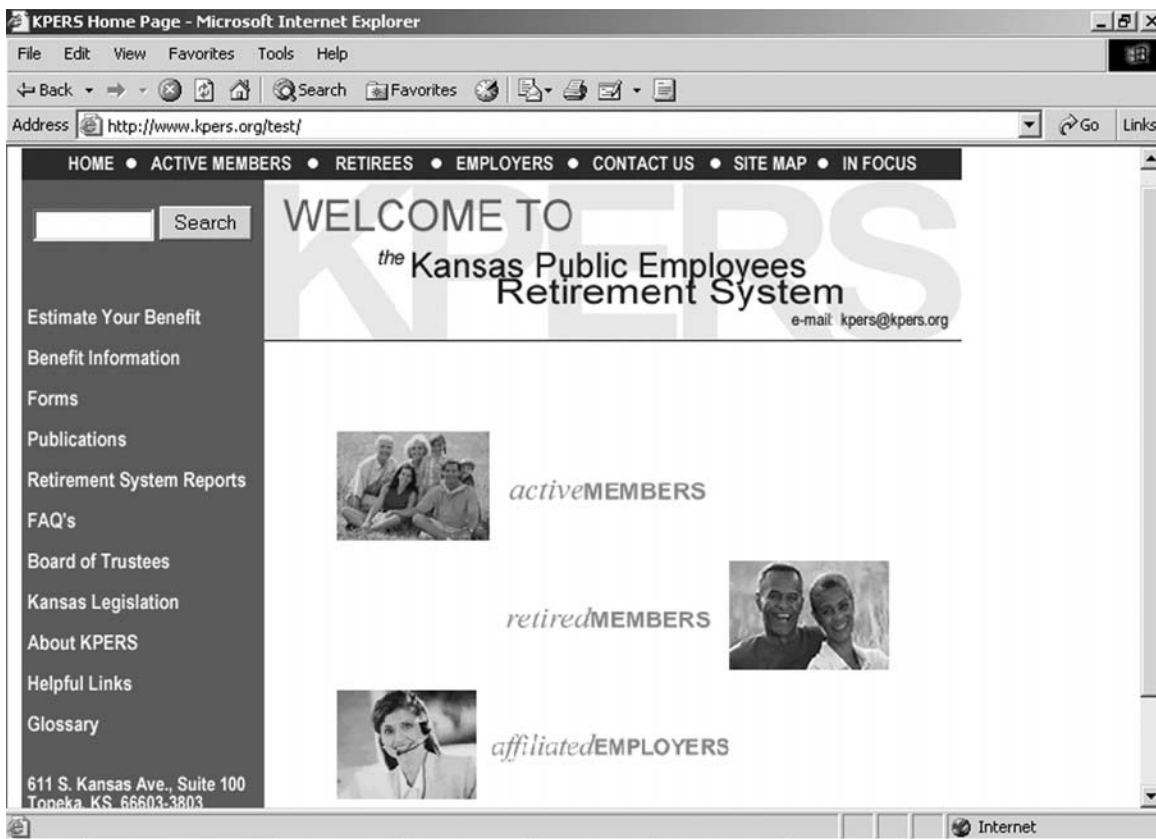 KPERS Home Page - Microsoft Internet Explorer
File Edit View Favorites Tools Help
Back Search Favorites
Address http://www.kpers.org/test/ Go Links
HOME ● ACTIVE MEMBERS ● RETIREES ● EMPLOYERS ● CONTACT US ● SITE MAP ● IN FOCUS
Search
KPERS
WELCOME TO
the Kansas Public Employees
Retirement System
e-mail: kpers@kpers.org
Estimate Your Benefit
Benefit Information
Forms
Publications
Retirement System Reports
FAQ's
Board of Trustees
Kansas Legislation
About KPERS
Helpful Links
Glossary
611 S. Kansas Ave., Suite 100
Topeka, KS 66603-3803
activeMEMBERS
retiredMEMBERS
affiliatedEMPLOYERS
Internet